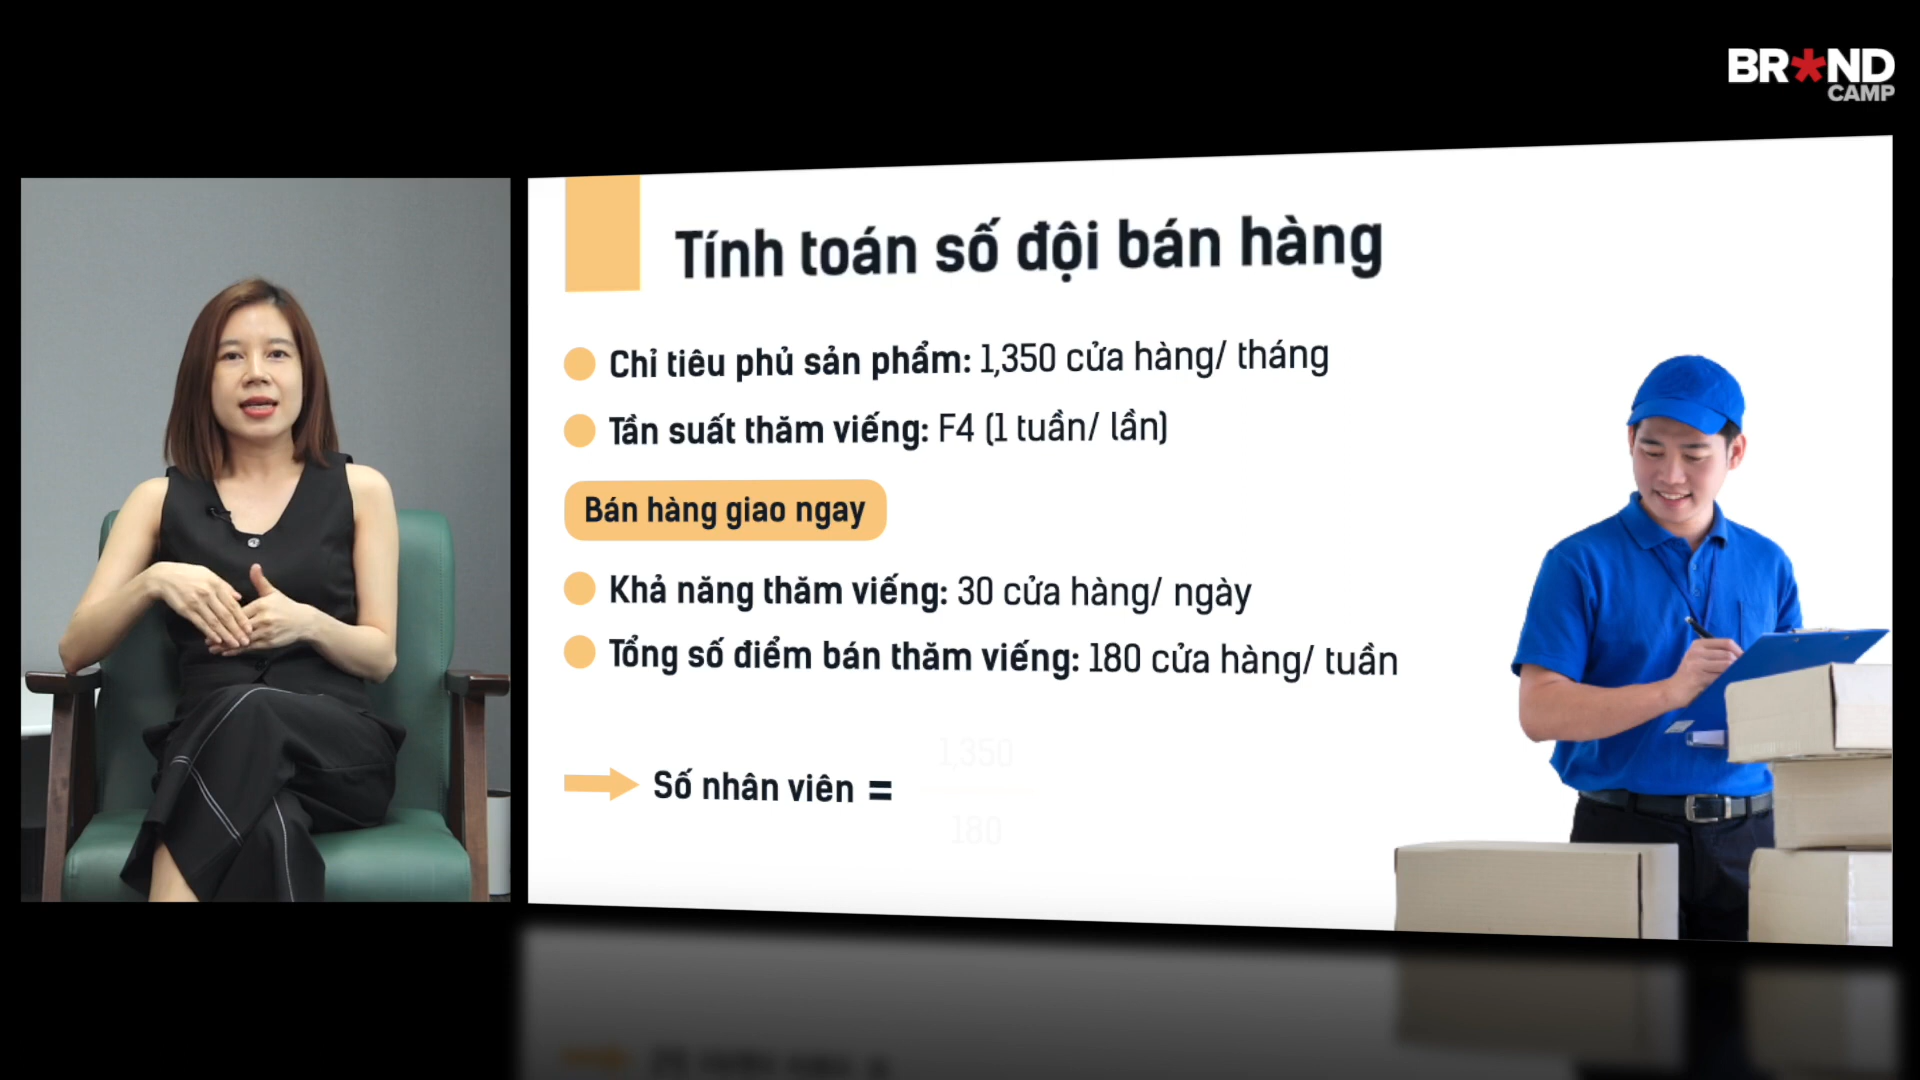 BR*ND
CAMP
Tính toán số đội bán hàng
Chỉ tiêu phủ sản phẩm: 1,350 cửa hàng/ tháng
Tần suất thăm viếng: F4 (1 tuần/ lần)
Bán hàng giao ngay
Khả năng thăm viếng: 30 cửa hàng/ ngày
Tổng số điểm bán thăm viếng: 180 cửa hàng/ tuần
1,350
Số nhân viên =
180